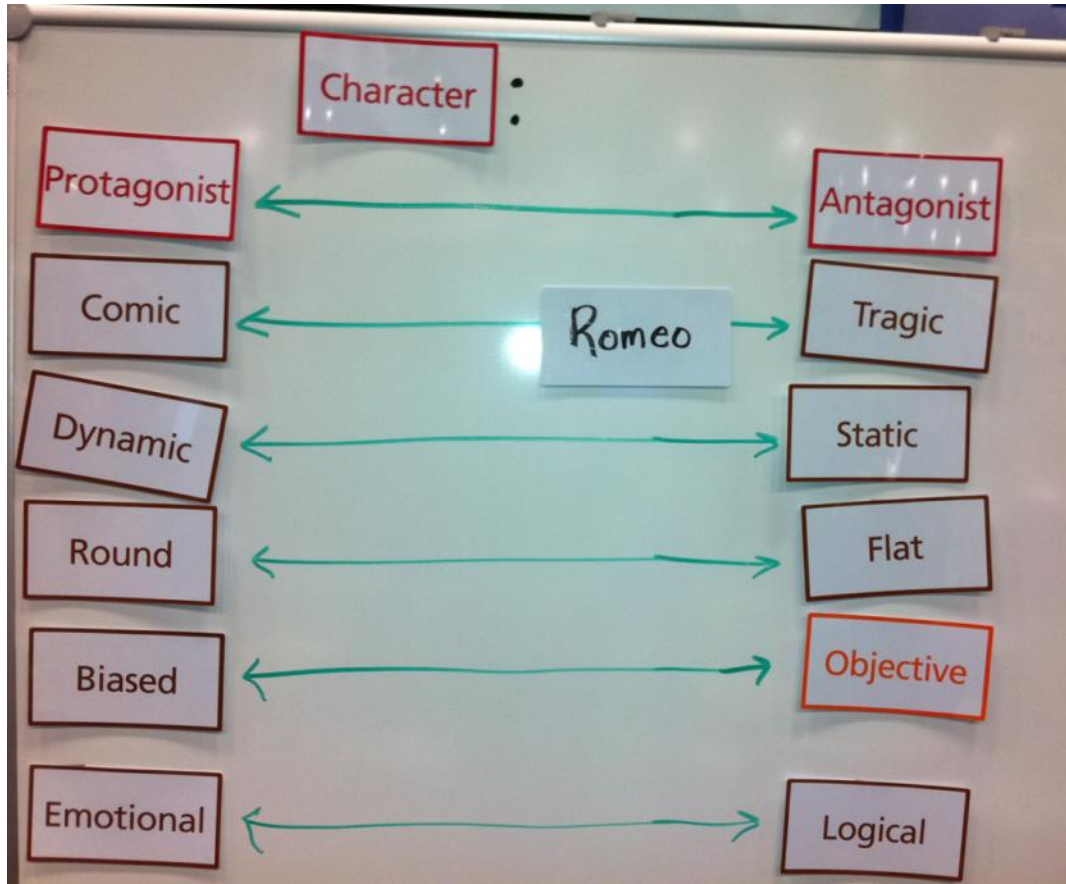 Character :
Protagonist Antagonist
Comic Romeo Tragic
Dynamic Static
Round Flat
Biased Objective
Emotional Logical